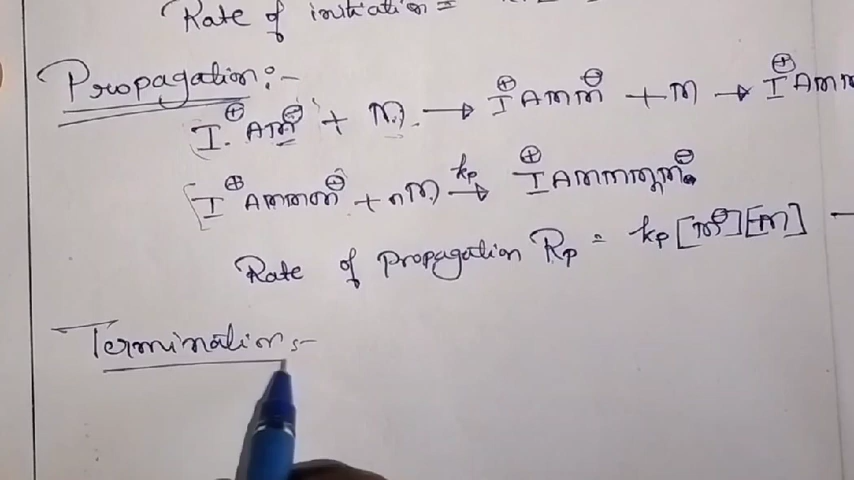 Rate of initiation =
Propagation :-
I⊕ AM⊖ + M. ⟶ I⊕ AMM⊖ + M → I⊕ AMM
I⊕ AMMM⊖ + nM kp⟶ I⊕ AMMMM⊖
Rate of Propagation Rp = kp [M⊖][M] —
Termination :-